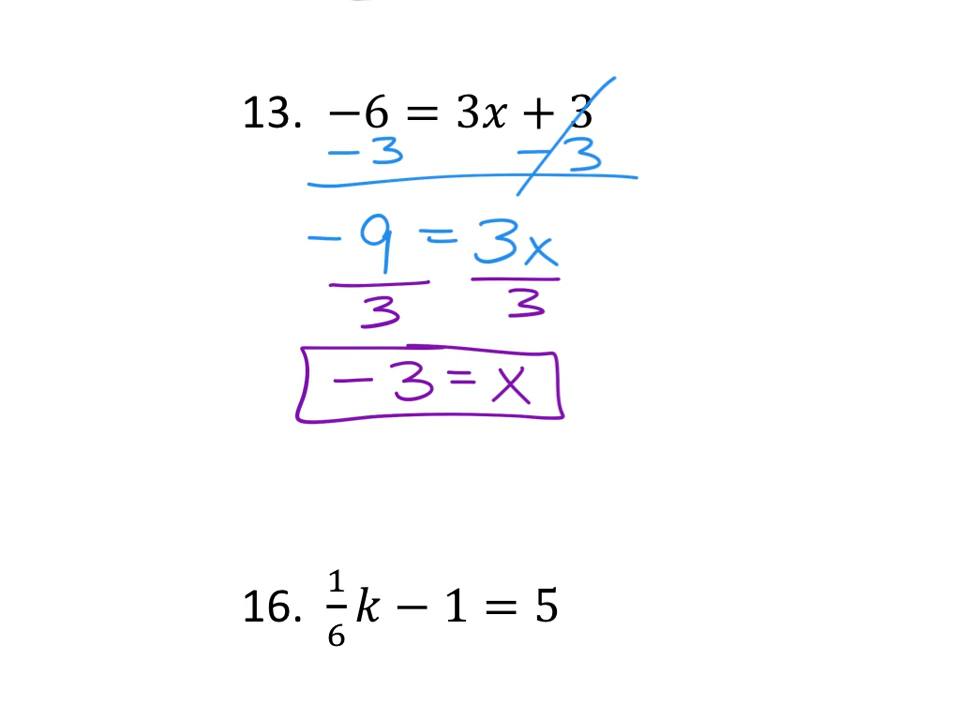 13. −6 = 3x + 3
−3 −3
−9 = 3x
3 3
−3 = x
16. 1/6 k − 1 = 5